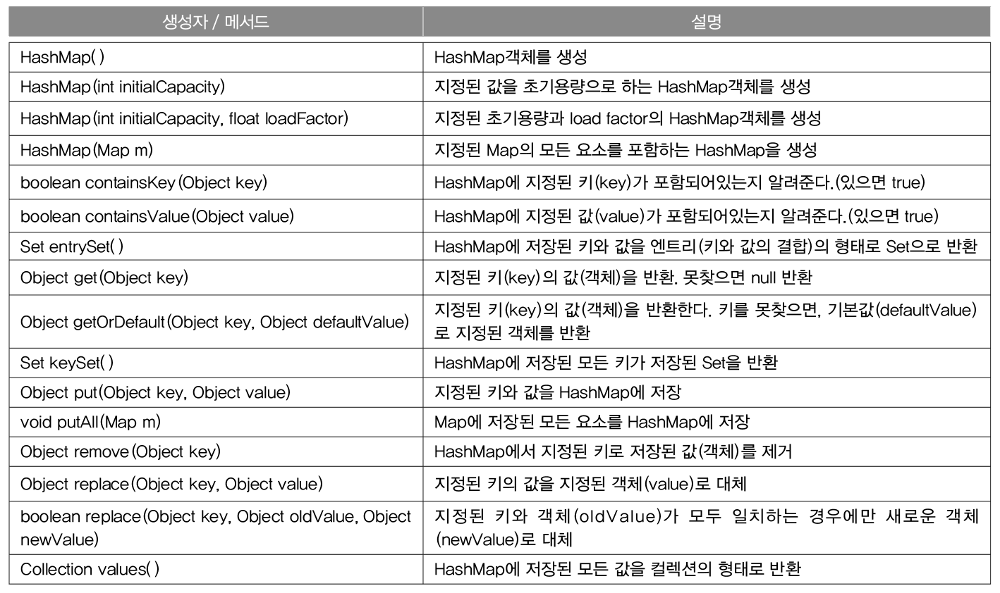 생성자 / 메서드 설명
HashMap( ) HashMap객체를 생성
HashMap(int initialCapacity) 지정된 값을 초기용량으로 하는 HashMap객체를 생성
HashMap(int initialCapacity, float loadFactor) 지정된 초기용량과 load factor의 HashMap객체를 생성
HashMap(Map m) 지정된 Map의 모든 요소를 포함하는 HashMap을 생성
boolean containsKey(Object key) HashMap에 지정된 키(key)가 포함되어있는지 알려준다.(있으면 true)
boolean containsValue(Object value) HashMap에 지정된 값(value)가 포함되어있는지 알려준다.(있으면 true)
Set entrySet( ) HashMap에 저장된 키와 값을 엔트리(키와 값의 결합)의 형태로 Set으로 반환
Object get(Object key) 지정된 키(key)의 값(객체)을 반환. 못찾으면 null 반환
Object getOrDefault(Object key, Object defaultValue) 지정된 키(key)의 값(객체)을 반환한다. 키를 못찾으면, 기본값(defaultValue)
로 지정된 객체를 반환
Set keySet( ) HashMap에 저장된 모든 키가 저장된 Set을 반환
Object put(Object key, Object value) 지정된 키와 값을 HashMap에 저장
void putAll(Map m) Map에 저장된 모든 요소를 HashMap에 저장
Object remove(Object key) HashMap에서 지정된 키로 저장된 값(객체)를 제거
Object replace(Object key, Object value) 지정된 키의 값을 지정된 객체(value)로 대체
boolean replace(Object key, Object oldValue, Object 지정된 키와 객체(oldValue)가 모두 일치하는 경우에만 새로운 객체
newValue) (newValue)로 대체
Collection values( ) HashMap에 저장된 모든 값을 컬렉션의 형태로 반환